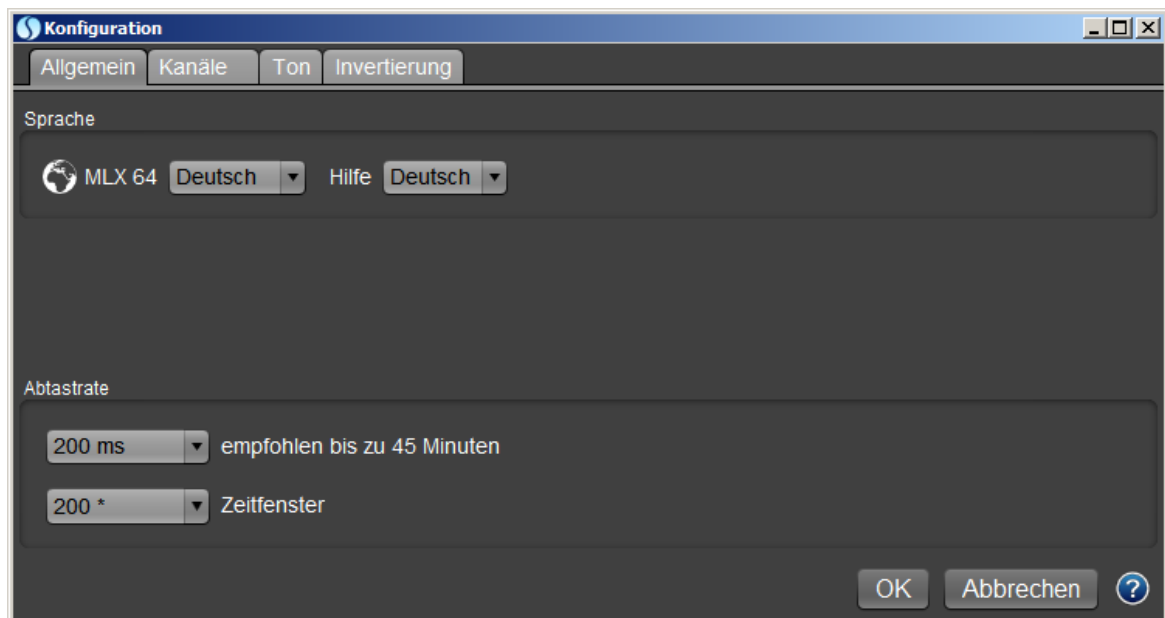 Konfiguration
Allgemein Kanäle Ton Invertierung
Sprache
MLX 64 Deutsch Hilfe Deutsch
Abtastrate
200 ms empfohlen bis zu 45 Minuten
200 * Zeitfenster
OK Abbrechen ?